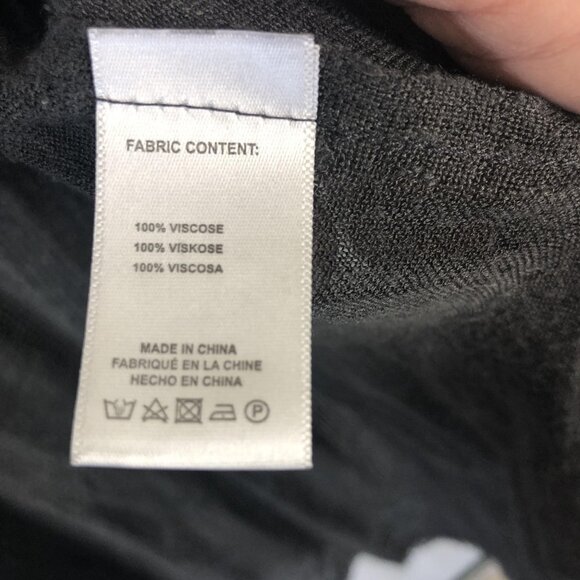 FABRIC CONTENT:
100% VISCOSE
100% VISKOSE
100% VISCOSA
MADE IN CHINA
FABRIQUÉ EN LA CHINE
HECHO EN CHINA
P